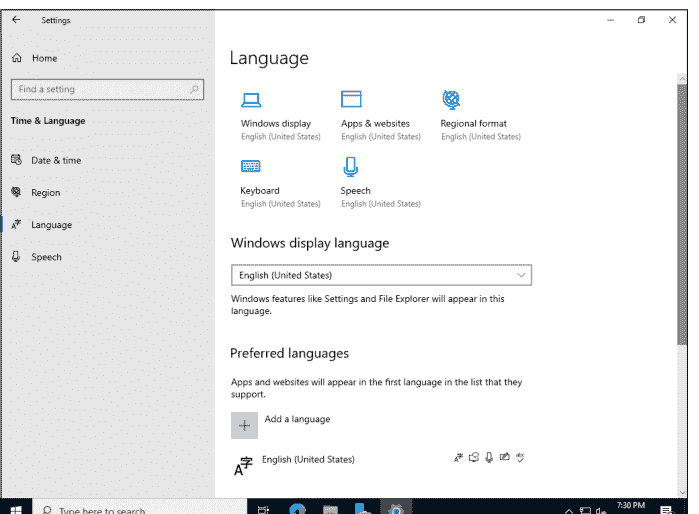 Settings
Home
Find a setting
Time & Language
Date & time
Region
Language
Speech
Language
Windows display
English (United States)
Apps & websites
English (United States)
Regional format
English (United States)
Keyboard
English (United States)
Speech
English (United States)
Windows display language
English (United States)
Windows features like Settings and File Explorer will appear in this
language.
Preferred languages
Apps and websites will appear in the first language in the list that they
support.
Add a language
A字 English (United States)
Type here to search
7:30 PM